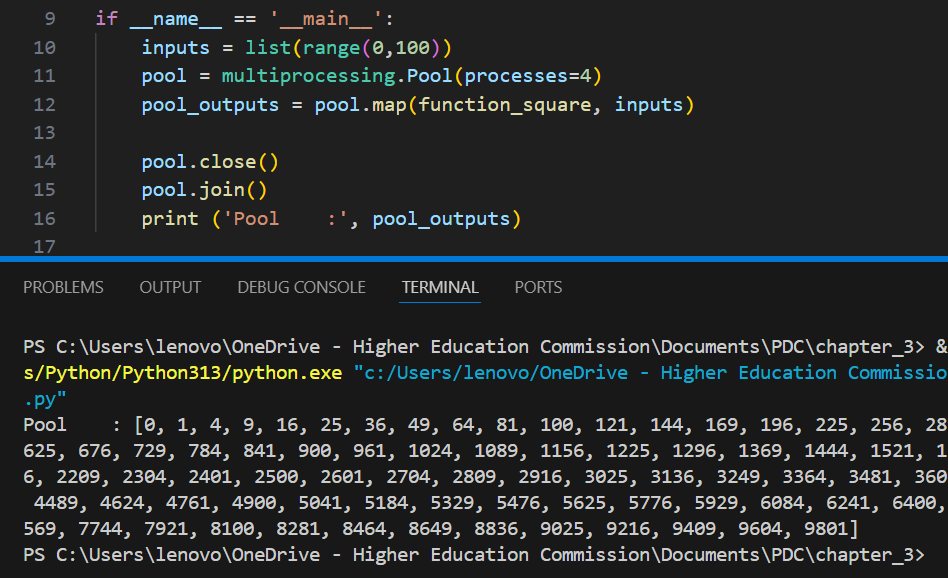 9 if __name__ == '__main__':
10 inputs = list(range(0,100))
11 pool = multiprocessing.Pool(processes=4)
12 pool_outputs = pool.map(function_square, inputs)
13
14 pool.close()
15 pool.join()
16 print ('Pool    :', pool_outputs)
17
PROBLEMS OUTPUT DEBUG CONSOLE TERMINAL PORTS
PS C:\Users\lenovo\OneDrive - Higher Education Commission\Documents\PDC\chapter_3> &
s/Python/Python313/python.exe "c:/Users/lenovo/OneDrive - Higher Education Commissio
.py"
Pool    : [0, 1, 4, 9, 16, 25, 36, 49, 64, 81, 100, 121, 144, 169, 196, 225, 256, 28
625, 676, 729, 784, 841, 900, 961, 1024, 1089, 1156, 1225, 1296, 1369, 1444, 1521, 1
6, 2209, 2304, 2401, 2500, 2601, 2704, 2809, 2916, 3025, 3136, 3249, 3364, 3481, 360
4489, 4624, 4761, 4900, 5041, 5184, 5329, 5476, 5625, 5776, 5929, 6084, 6241, 6400,
569, 7744, 7921, 8100, 8281, 8464, 8649, 8836, 9025, 9216, 9409, 9604, 9801]
PS C:\Users\lenovo\OneDrive - Higher Education Commission\Documents\PDC\chapter_3>